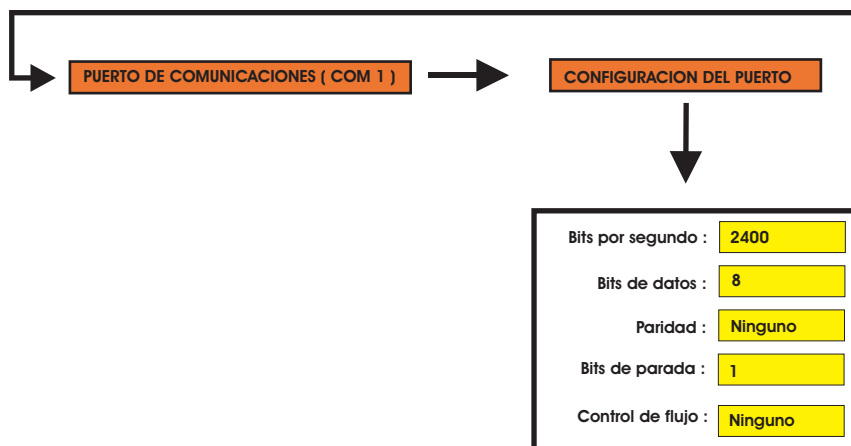 PUERTO DE COMUNICACIONES ( COM 1 )
CONFIGURACION DEL PUERTO
Bits por segundo : 2400
Bits de datos : 8
Paridad : Ninguno
Bits de parada : 1
Control de flujo : Ninguno